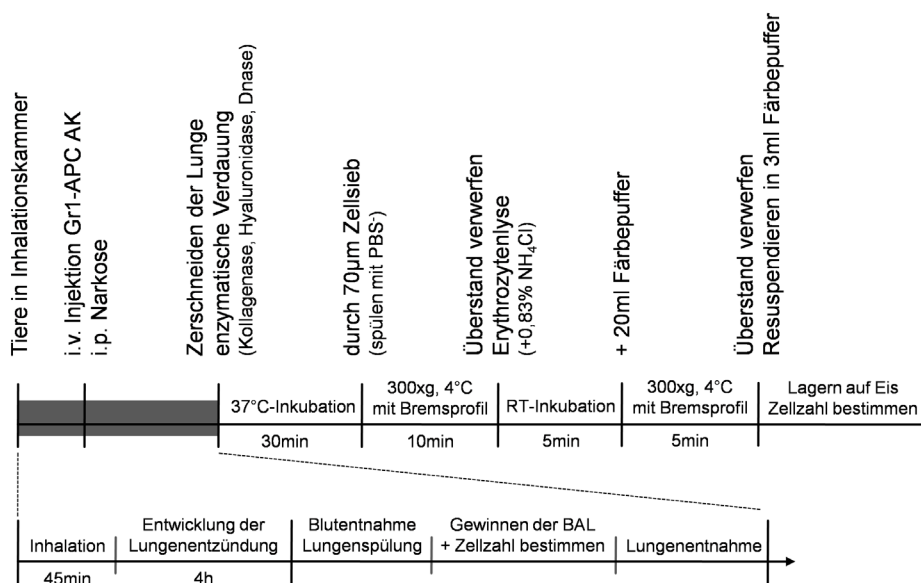 Tiere in Inhalationskammer
i.v. Injektion Gr1-APC AK
i.p. Narkose
Zerschneiden der Lunge
enzymatische Verdauung
(Kollagenase, Hyaluronidase, Dnase)
durch 70µm Zellsieb
(spülen mit PBS⁻)
Überstand verwerfen
Erythrozytenlyse
(+0,83% NH₄Cl)
+ 20ml Färbepuffer
Überstand verwerfen
Resuspendieren in 3ml Färbepuffer
37°C-Inkubation
30min
300xg, 4°C
mit Bremsprofil
10min
RT-Inkubation
5min
300xg, 4°C
mit Bremsprofil
5min
Lagern auf Eis
Zellzahl bestimmen
Inhalation
45min
Entwicklung der
Lungenentzündung
4h
Blutentnahme
Lungenspülung
Gewinnen der BAL
+ Zellzahl bestimmen
Lungenentnahme